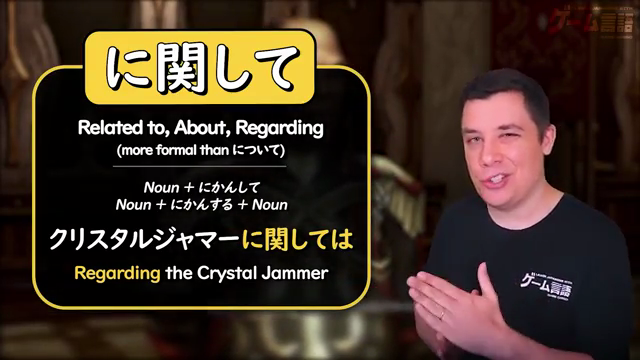 ゲーム言語
に関して
Related to, About, Regarding
(more formal than について)
Noun + にかんして
Noun + にかんする + Noun
クリスタルジャマーに関しては
Regarding the Crystal Jammer
ゲーム言語